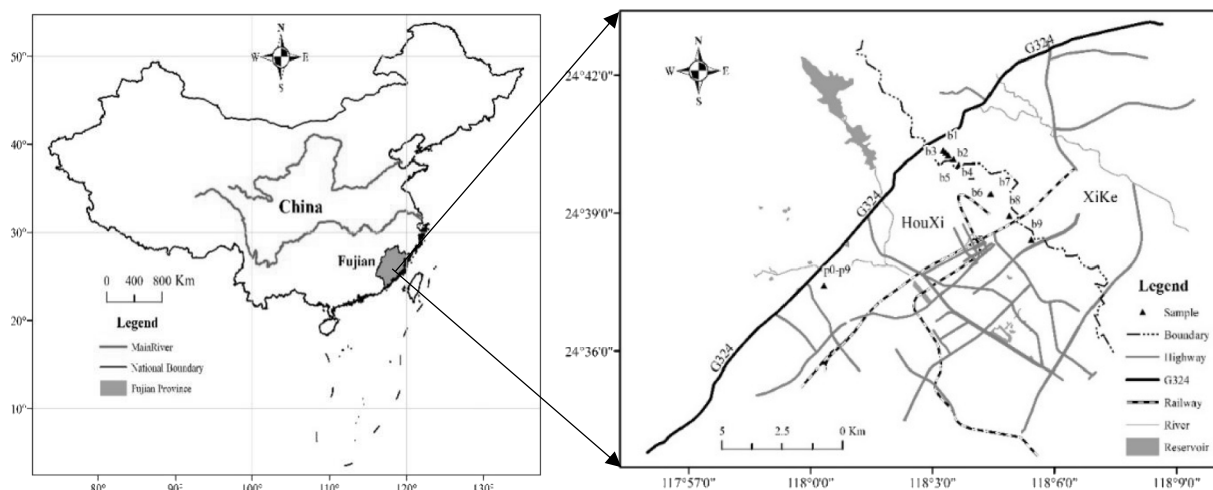 N
W E
S
50°
40°
30°
20°
10°
China
Fujian
0 400 800 Km
Legend
MainRiver
National Boundary
Fujian Province
80° 90° 100° 110° 120° 130°
N
W E
S
24°42'0"
24°39'0"
24°36'0"
G324
G324
G324
b1
b3 b2
b4
b5
b6 b7
b8
b9
HouXi
XiKe
p0-p9
Legend
Sample
Boundary
Highway
G324
Railway
River
Reservoir
5 2.5 0 Km
117°57'0"E 118°0'0"E 118°3'0"E 118°6'0"E 118°9'0"E